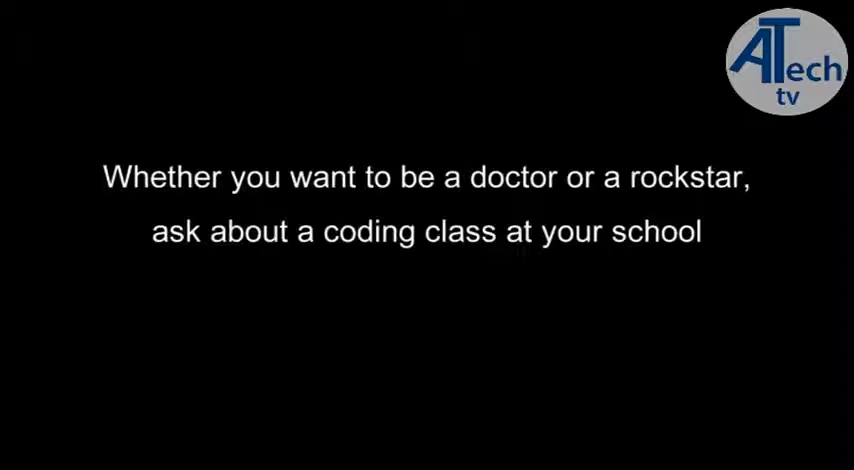 ATech
tv
Whether you want to be a doctor or a rockstar,
ask about a coding class at your school